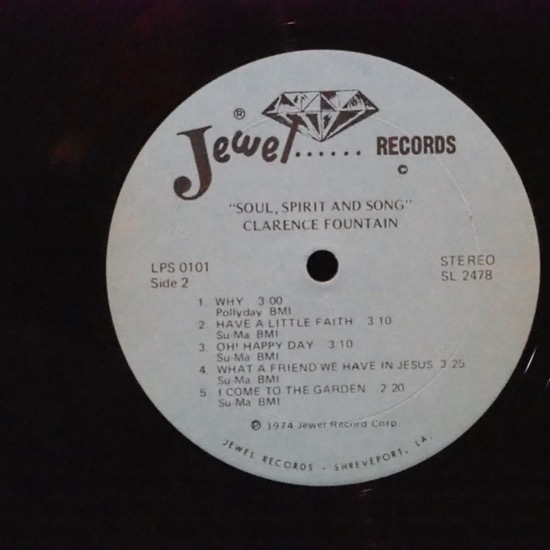 ®
Jewel...... RECORDS
©
"SOUL, SPIRIT AND SONG"
CLARENCE FOUNTAIN
LPS 0101
Side 2
STEREO
SL 2478
1. WHY 3:00
Pollyday BMI
2. HAVE A LITTLE FAITH 3:10
Su-Ma BMI
3. OH! HAPPY DAY 3:10
Su-Ma BMI
4. WHAT A FRIEND WE HAVE IN JESUS 3:25
Su-Ma BMI
5. I COME TO THE GARDEN 2:20
Su-Ma BMI
℗ 1974 Jewel Record Corp.
JEWEL RECORDS - SHREVEPORT, LA.